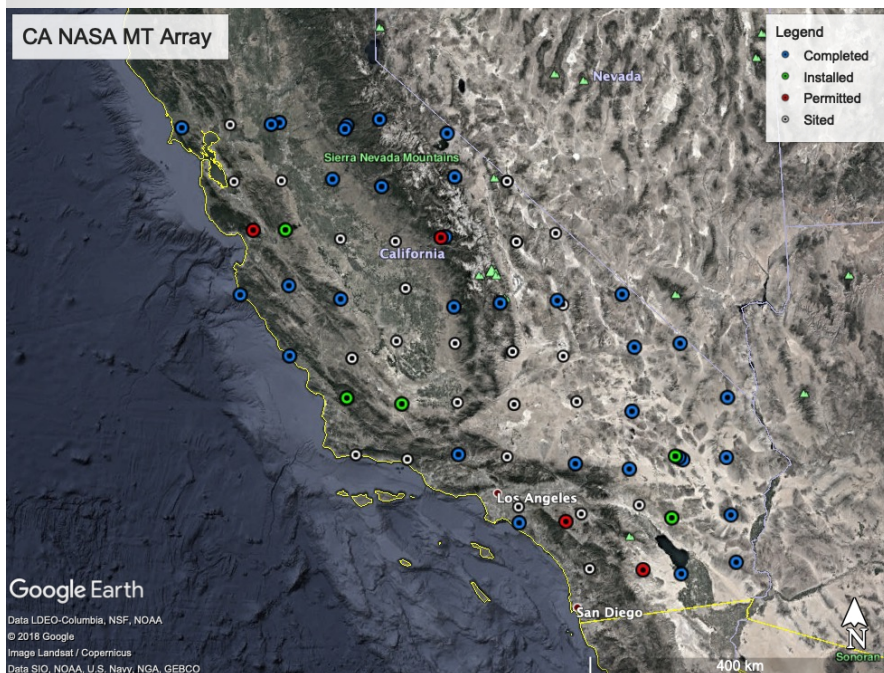 CA NASA MT Array
Legend
Completed
Installed
Permitted
Sited
Nevada
Sierra Nevada Mountains
California
Los Angeles
San Diego
Google Earth
Data LDEO-Columbia, NSF, NOAA
© 2018 Google
Image Landsat / Copernicus
Data SIO, NOAA, U.S. Navy, NGA, GEBCO
400 km
N
Sonoran